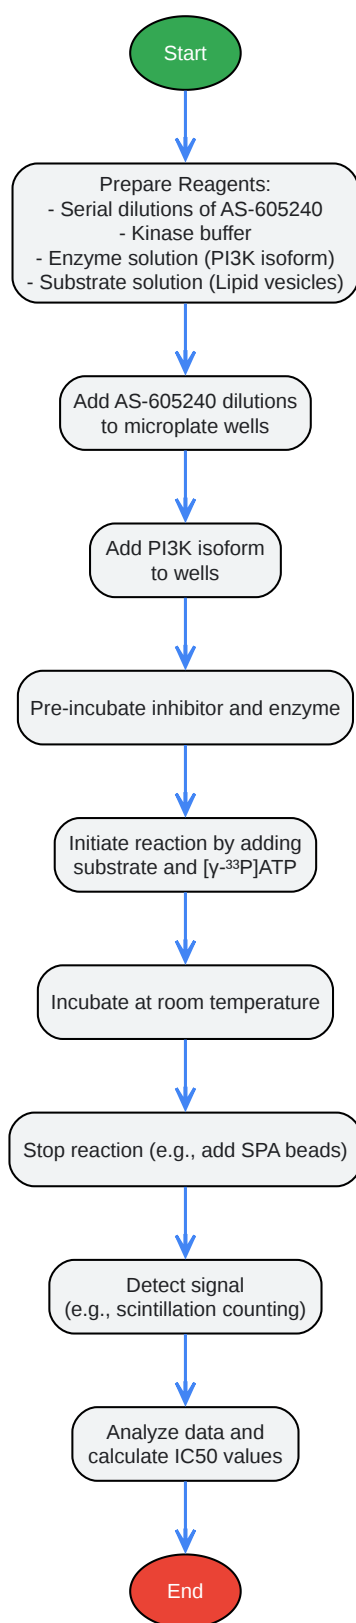 Start
Prepare Reagents:
- Serial dilutions of AS-605240
- Kinase buffer
- Enzyme solution (PI3K isoform)
- Substrate solution (Lipid vesicles)
Add AS-605240 dilutions
to microplate wells
Add PI3K isoform
to wells
Pre-incubate inhibitor and enzyme
Initiate reaction by adding
substrate and [γ-³³P]ATP
Incubate at room temperature
Stop reaction (e.g., add SPA beads)
Detect signal
(e.g., scintillation counting)
Analyze data and
calculate IC50 values
End